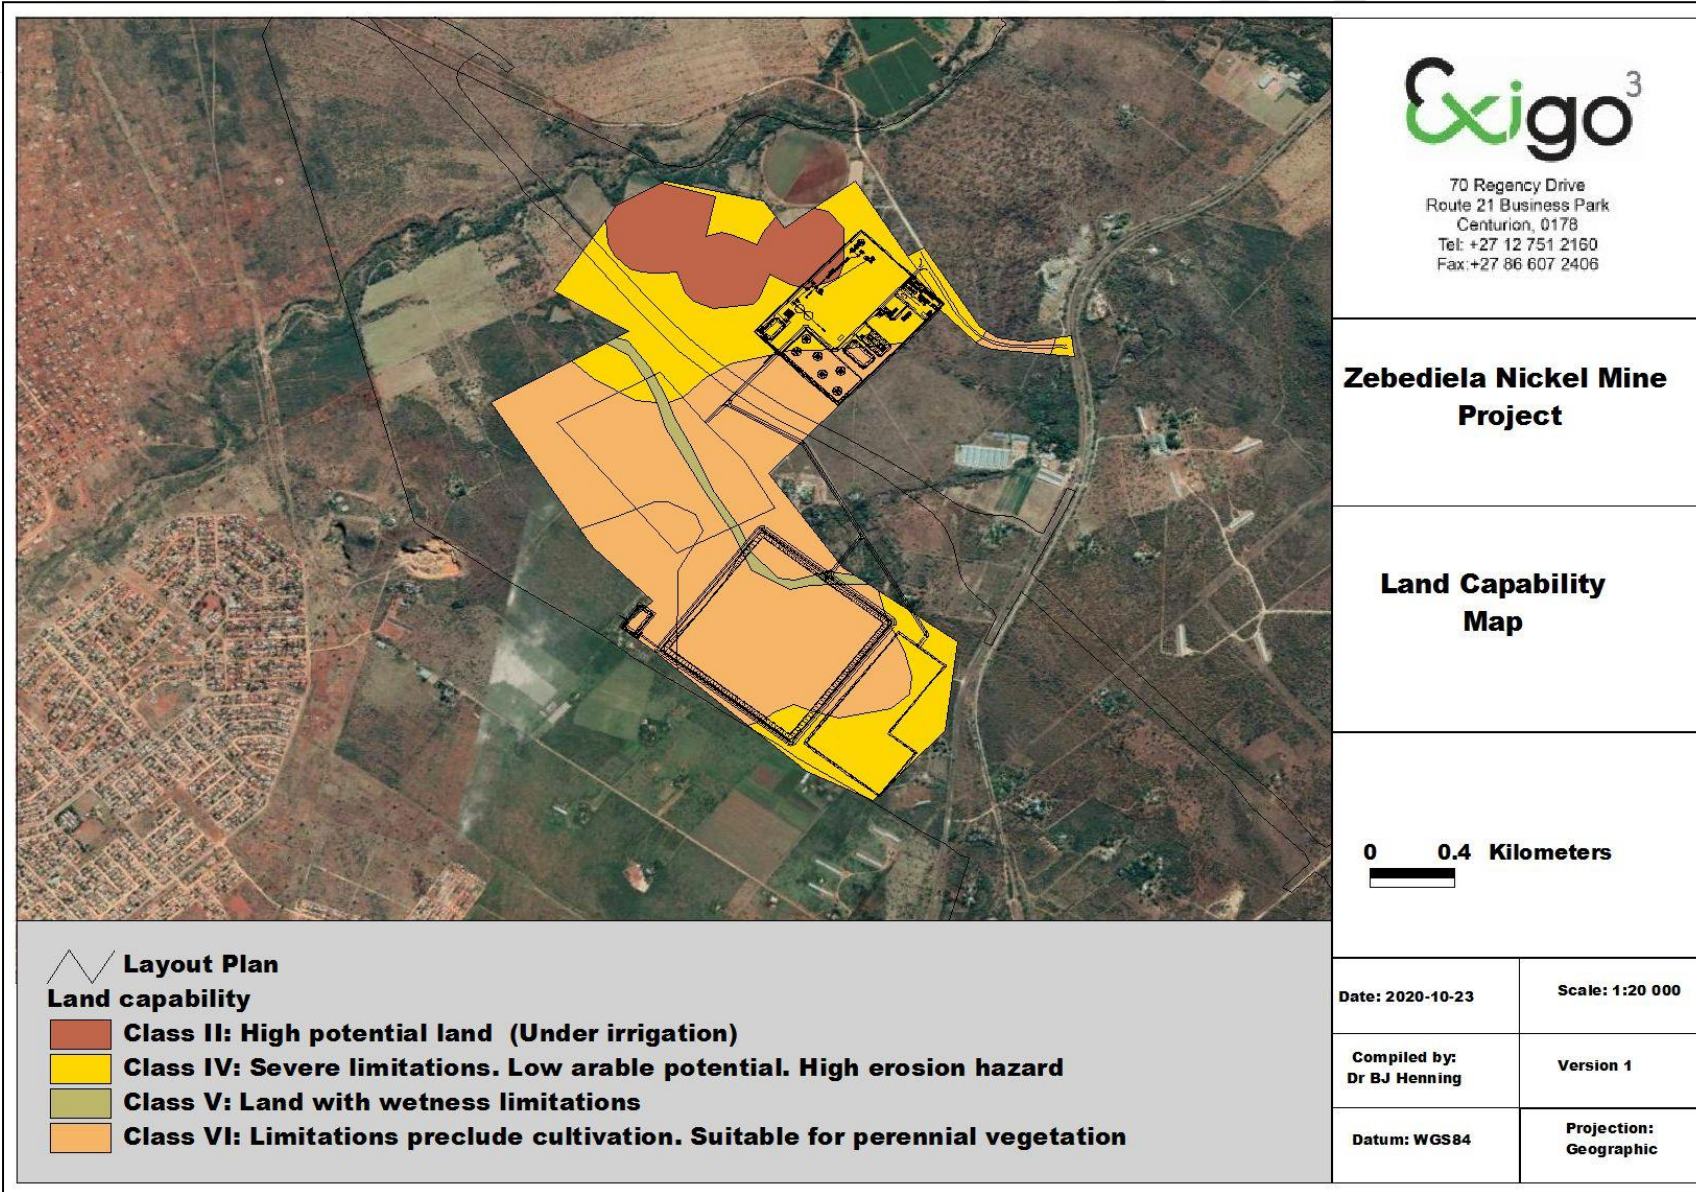 Exigo3
70 Regency Drive
Route 21 Business Park
Centurion, 0178
Tel: +27 12 751 2160
Fax:+27 86 607 2406
Zebediela Nickel Mine
Project
Land Capability
Map
0 0.4 Kilometers
Date: 2020-10-23
Scale: 1:20 000
Compiled by:
Dr BJ Henning
Version 1
Datum: WGS84
Projection:
Geographic
Layout Plan
Land capability
Class II: High potential land (Under irrigation)
Class IV: Severe limitations. Low arable potential. High erosion hazard
Class V: Land with wetness limitations
Class VI: Limitations preclude cultivation. Suitable for perennial vegetation